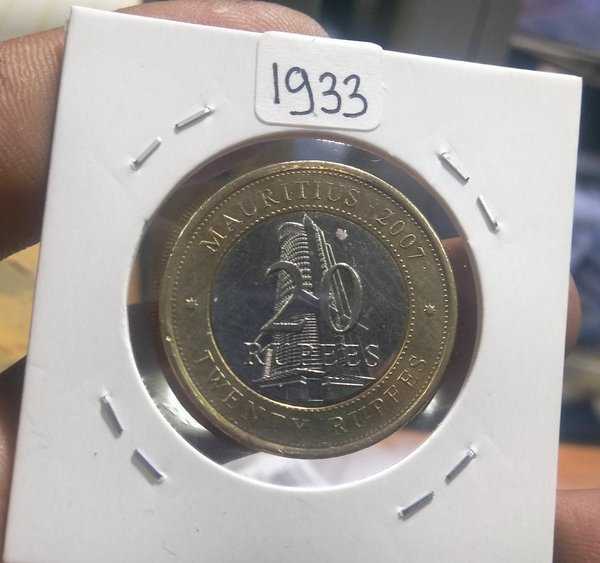 1933
MAURITIUS 2007
20
RUPEES
TWENTY RUPEES